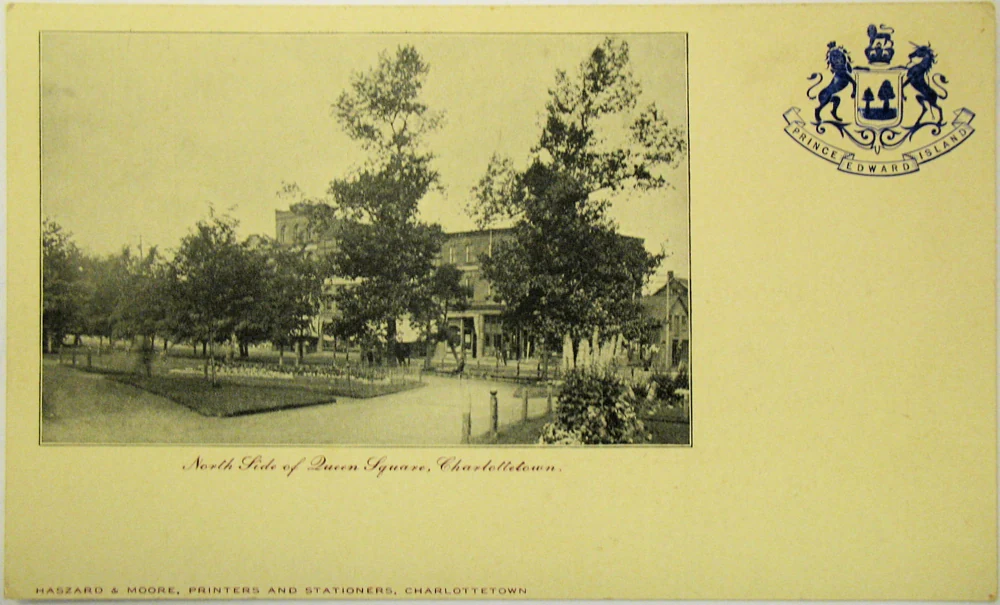 PRINCE EDWARD ISLAND
North Side of Queen Square, Charlottetown.
HASZARD & MOORE, PRINTERS AND STATIONERS, CHARLOTTETOWN